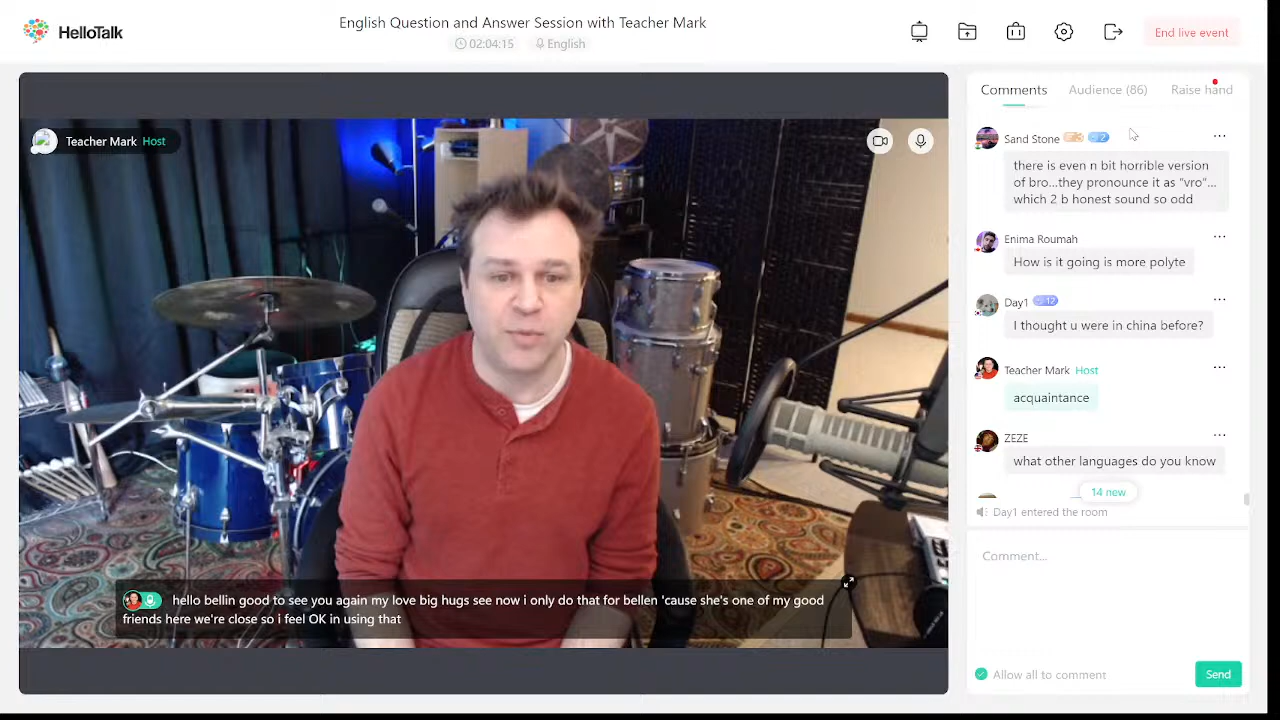 HelloTalk
English Question and Answer Session with Teacher Mark
02:04:15 English
End live event
Teacher Mark Host
hello bellin good to see you again my love big hugs see now i only do that for bellen 'cause she's one of my good
friends here we're close so i feel OK in using that
Comments Audience (86) Raise hand
Sand Stone 2
there is even n bit horrible version
of bro...they pronounce it as "vro"...
which 2 b honest sound so odd
Enima Roumah
How is it going is more polyte
Day1 12
I thought u were in china before?
Teacher Mark Host
acquaintance
ZEZE
what other languages do you know
14 new
Day1 entered the room
Comment...
Allow all to comment
Send